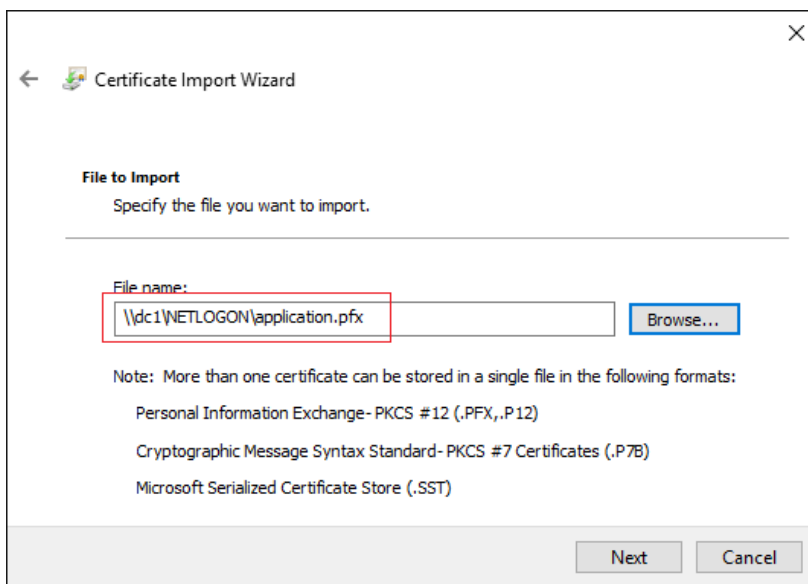 Certificate Import Wizard
File to Import
Specify the file you want to import.
File name:
\\dc1\NETLOGON\application.pfx
Browse...
Note: More than one certificate can be stored in a single file in the following formats:
Personal Information Exchange- PKCS #12 (.PFX,.P12)
Cryptographic Message Syntax Standard- PKCS #7 Certificates (.P7B)
Microsoft Serialized Certificate Store (.SST)
Next
Cancel